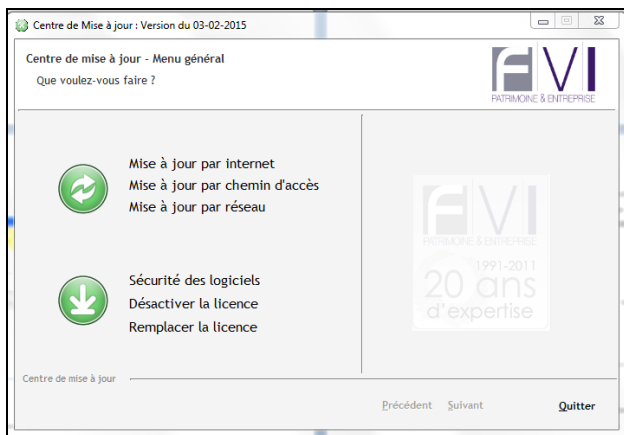 Centre de Mise à jour : Version du 03-02-2015
Centre de mise à jour - Menu général
Que voulez-vous faire ?
FVI
PATRIMOINE & ENTREPRISE
Mise à jour par internet
Mise à jour par chemin d'accès
Mise à jour par réseau
FVI
PATRIMOINE & ENTREPRISE
1991-2011
20 ans
d'expertise
Sécurité des logiciels
Désactiver la licence
Remplacer la licence
Centre de mise à jour
Précédent Suivant Quitter